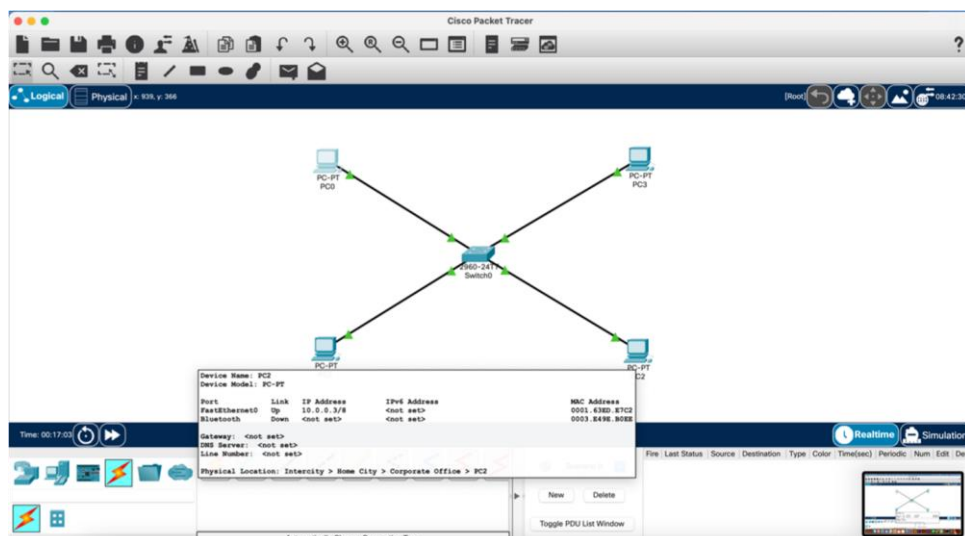 Cisco Packet Tracer
?
Logical Physical x: 939, y: 366 [Root] 08:42:30
PC-PT
PC0
PC-PT
PC3
2960-24TT
Switch0
PC-PT
PC-PT
C2
Device Name: PC2
Device Model: PC-PT
Port Link IP Address IPv6 Address MAC Address
FastEthernet0 Up 10.0.0.3/8 <not set> 0001.63ED.E7C2
Bluetooth Down <not set> <not set> 0003.E49E.B0EE
Gateway: <not set>
DNS Server: <not set>
Line Number: <not set>
Physical Location: Intercity > Home City > Corporate Office > PC2
Time: 00:17:03 Realtime Simulation
Fire Last Status Source Destination Type Color Time(sec) Periodic Num Edit De
New Delete
Toggle PDU List Window